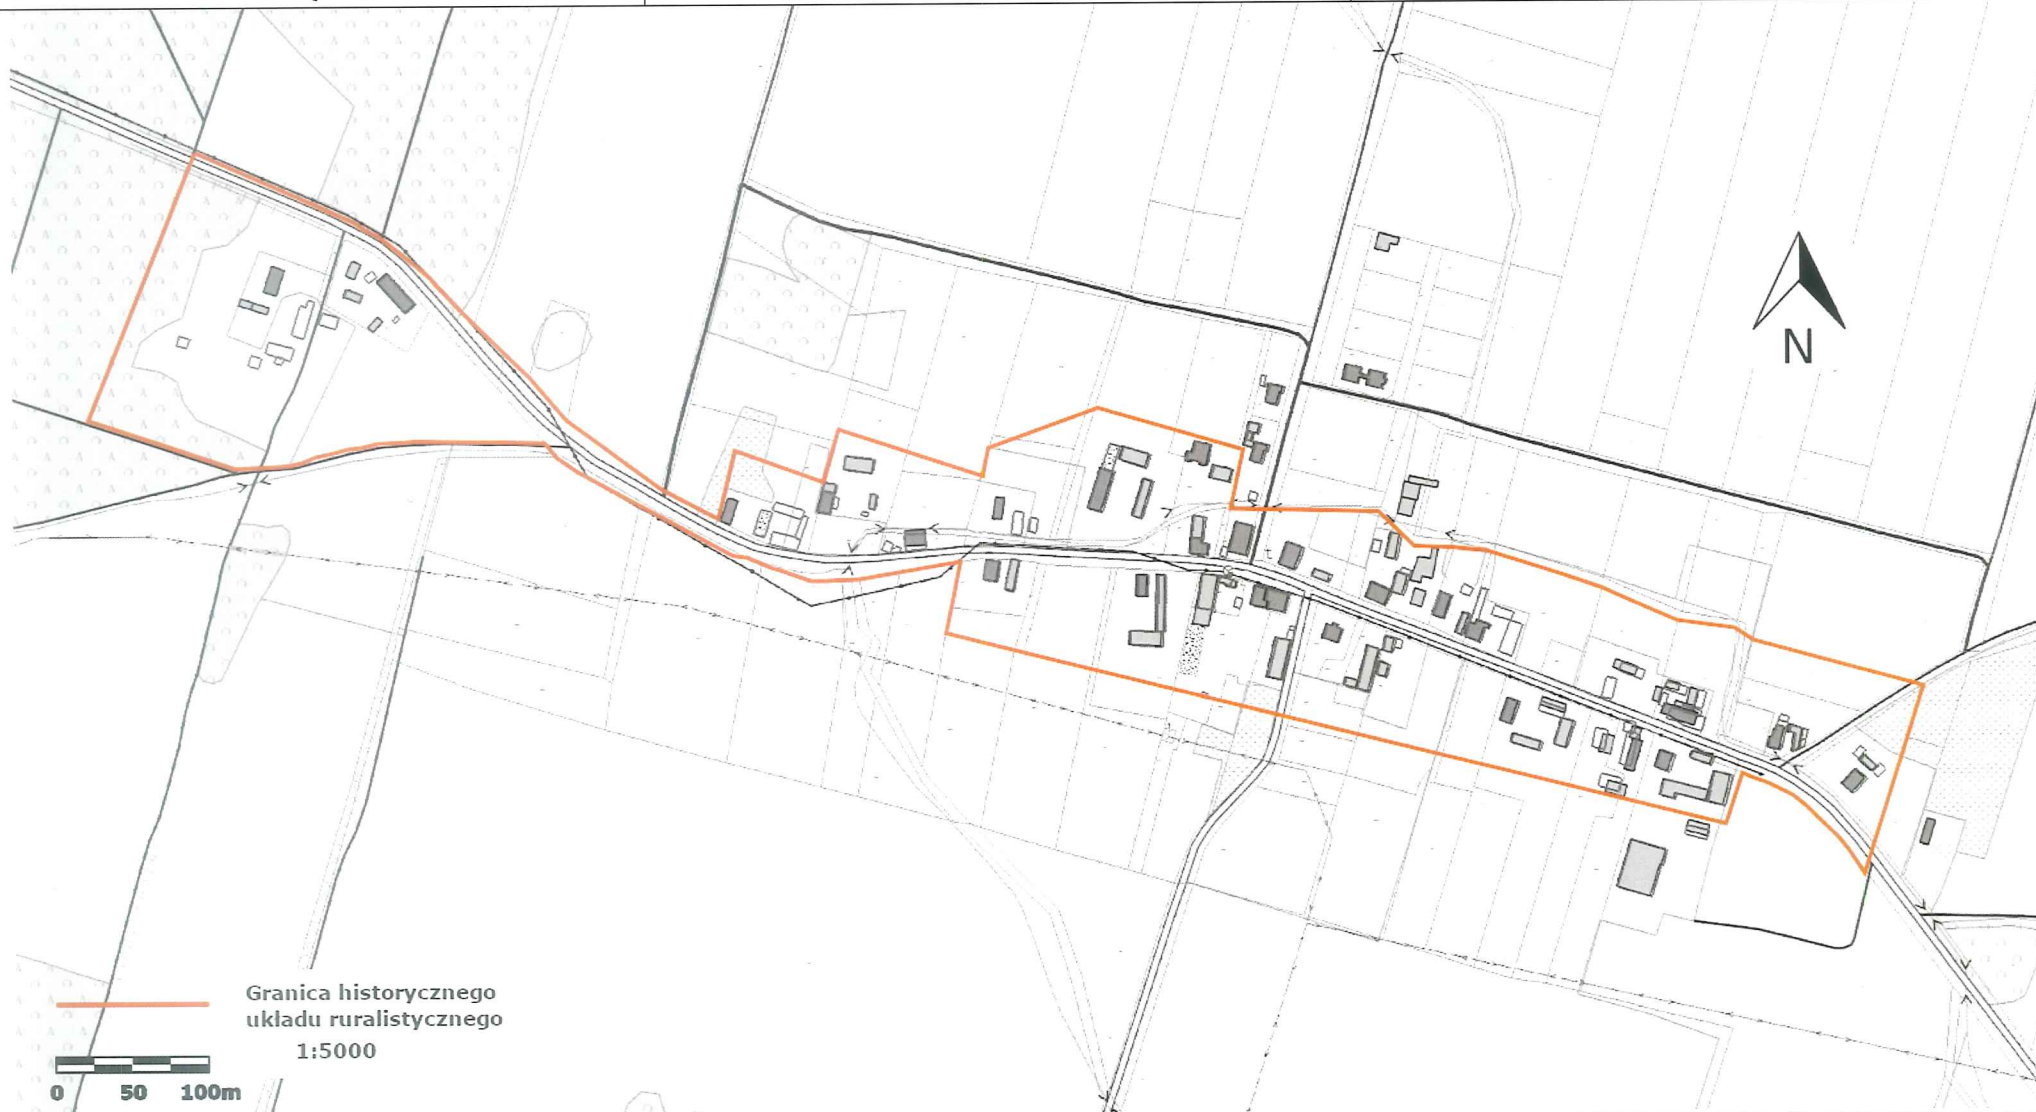 N
Granica historycznego
układu ruralistycznego
1:5000
0 50 100m